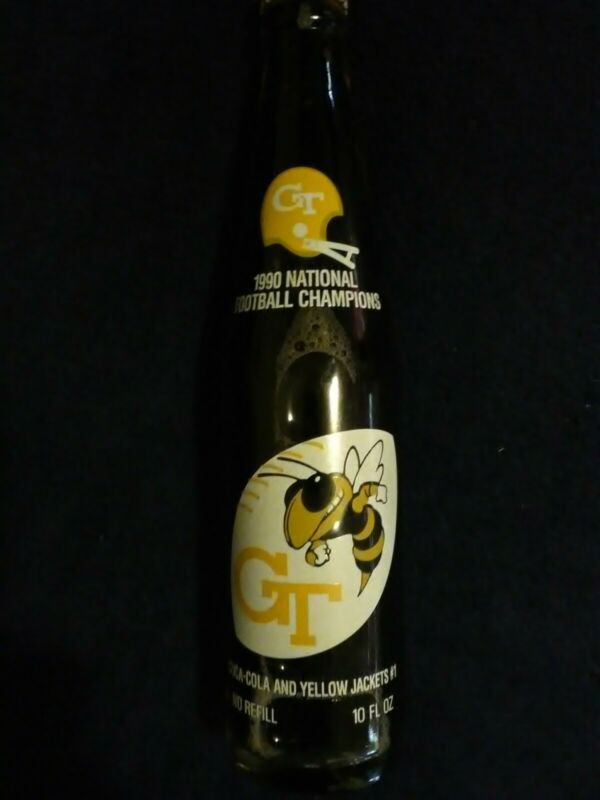 GT
1990 NATIONAL
FOOTBALL CHAMPIONS
GT
COCA-COLA AND YELLOW JACKETS #1
NO REFILL 10 FL OZ